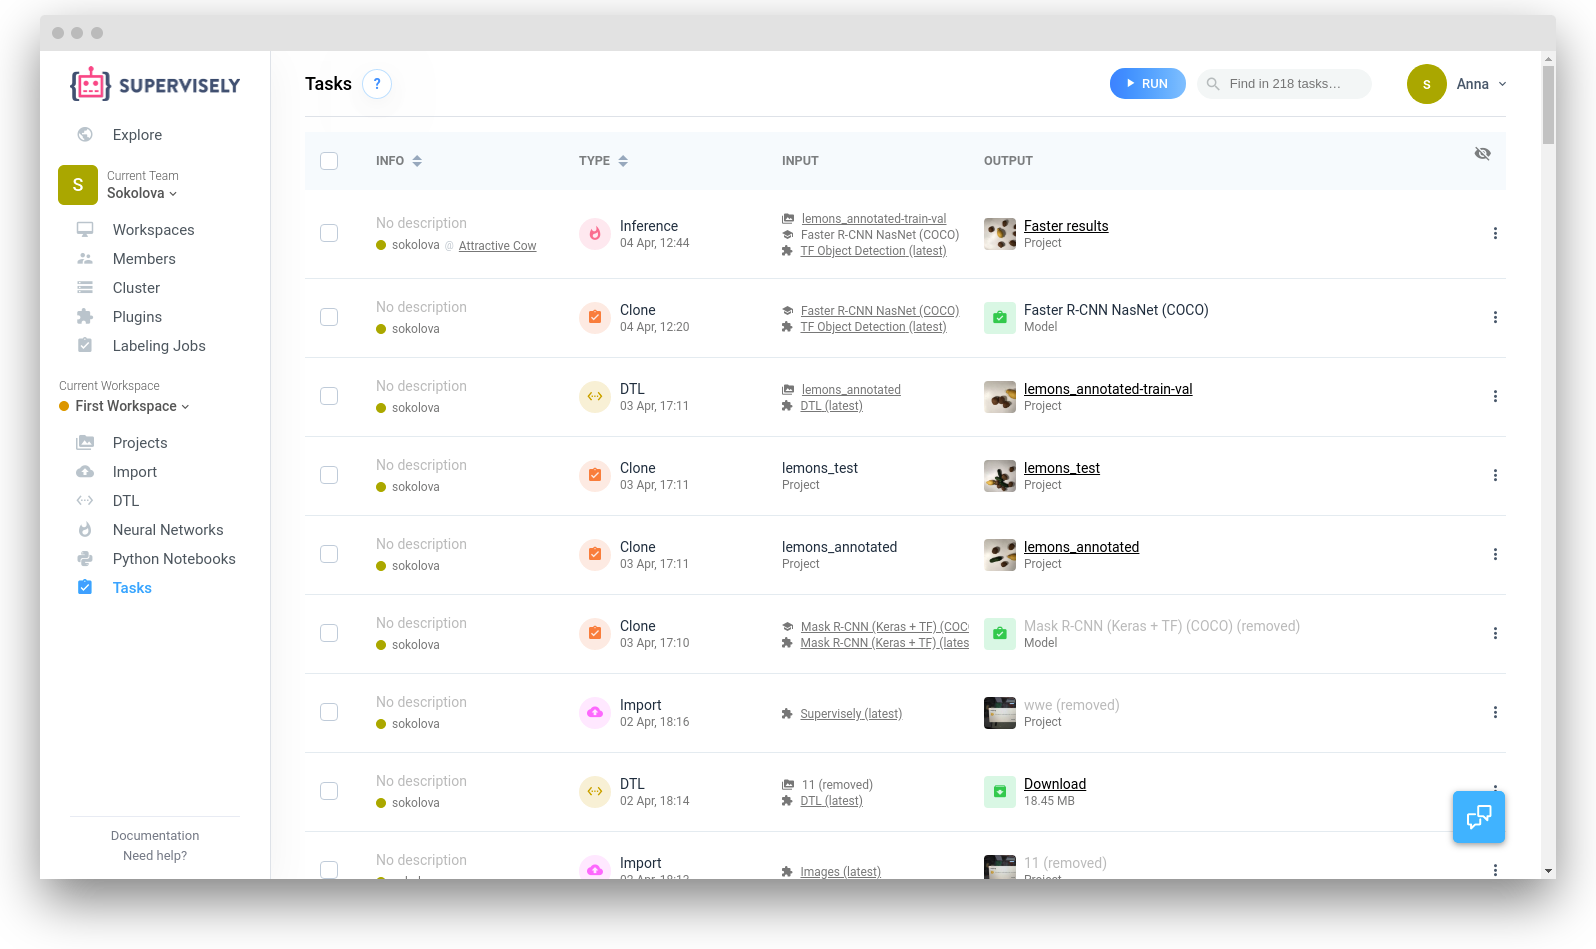 SUPERVISELY
Explore
S
Current Team
Sokolova
Workspaces
Members
Cluster
Plugins
Labeling Jobs
Current Workspace
First Workspace
Projects
Import
DTL
Neural Networks
Python Notebooks
Tasks
Documentation
Need help?
Tasks ?
RUN
Find in 218 tasks…
S
Anna
INFO TYPE INPUT OUTPUT
No description
sokolova @ Attractive Cow
Inference
04 Apr, 12:44
lemons_annotated-train-val
Faster R-CNN NasNet (COCO)
TF Object Detection (latest)
Faster results
Project
No description
sokolova
Clone
04 Apr, 12:20
Faster R-CNN NasNet (COCO)
TF Object Detection (latest)
Faster R-CNN NasNet (COCO)
Model
No description
sokolova
DTL
03 Apr, 17:11
lemons_annotated
DTL (latest)
lemons_annotated-train-val
Project
No description
sokolova
Clone
03 Apr, 17:11
lemons_test
Project
lemons_test
Project
No description
sokolova
Clone
03 Apr, 17:11
lemons_annotated
Project
lemons_annotated
Project
No description
sokolova
Clone
03 Apr, 17:10
Mask R-CNN (Keras + TF) (COC
Mask R-CNN (Keras + TF) (lates
Mask R-CNN (Keras + TF) (COCO) (removed)
Model
No description
sokolova
Import
02 Apr, 18:16
Supervisely (latest)
wwe (removed)
Project
No description
sokolova
DTL
02 Apr, 18:14
11 (removed)
DTL (latest)
Download
18.45 MB
No description
Import
Images (latest)
11 (removed)